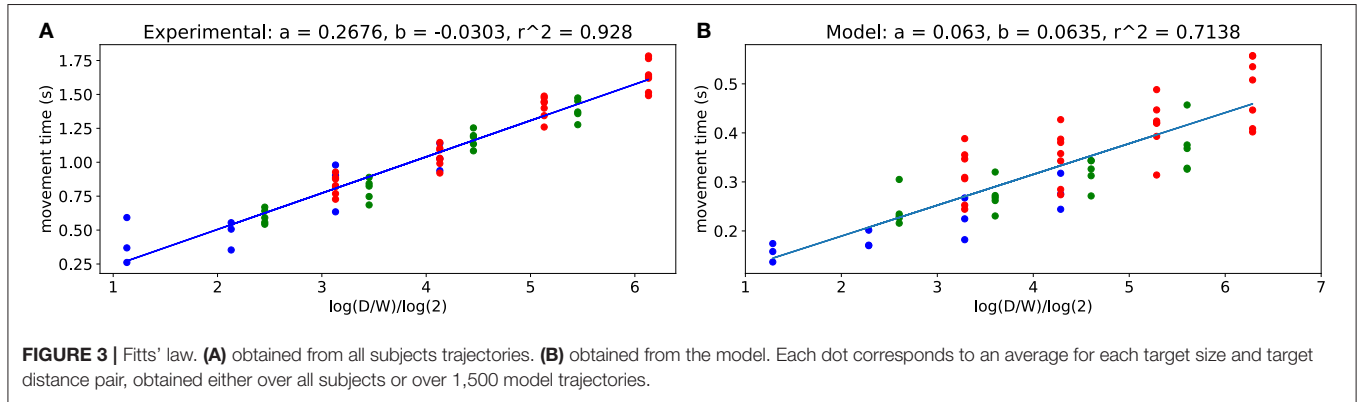 A
Experimental: a = 0.2676, b = -0.0303, r^2 = 0.928
movement time (s)
1.75
1.50
1.25
1.00
0.75
0.50
0.25
1 2 3 4 5 6
log(D/W)/log(2)
B
Model: a = 0.063, b = 0.0635, r^2 = 0.7138
movement time (s)
0.5
0.4
0.3
0.2
1 2 3 4 5 6 7
log(D/W)/log(2)
FIGURE 3 | Fitts' law. (A) obtained from all subjects trajectories. (B) obtained from the model. Each dot corresponds to an average for each target size and target
distance pair, obtained either over all subjects or over 1,500 model trajectories.